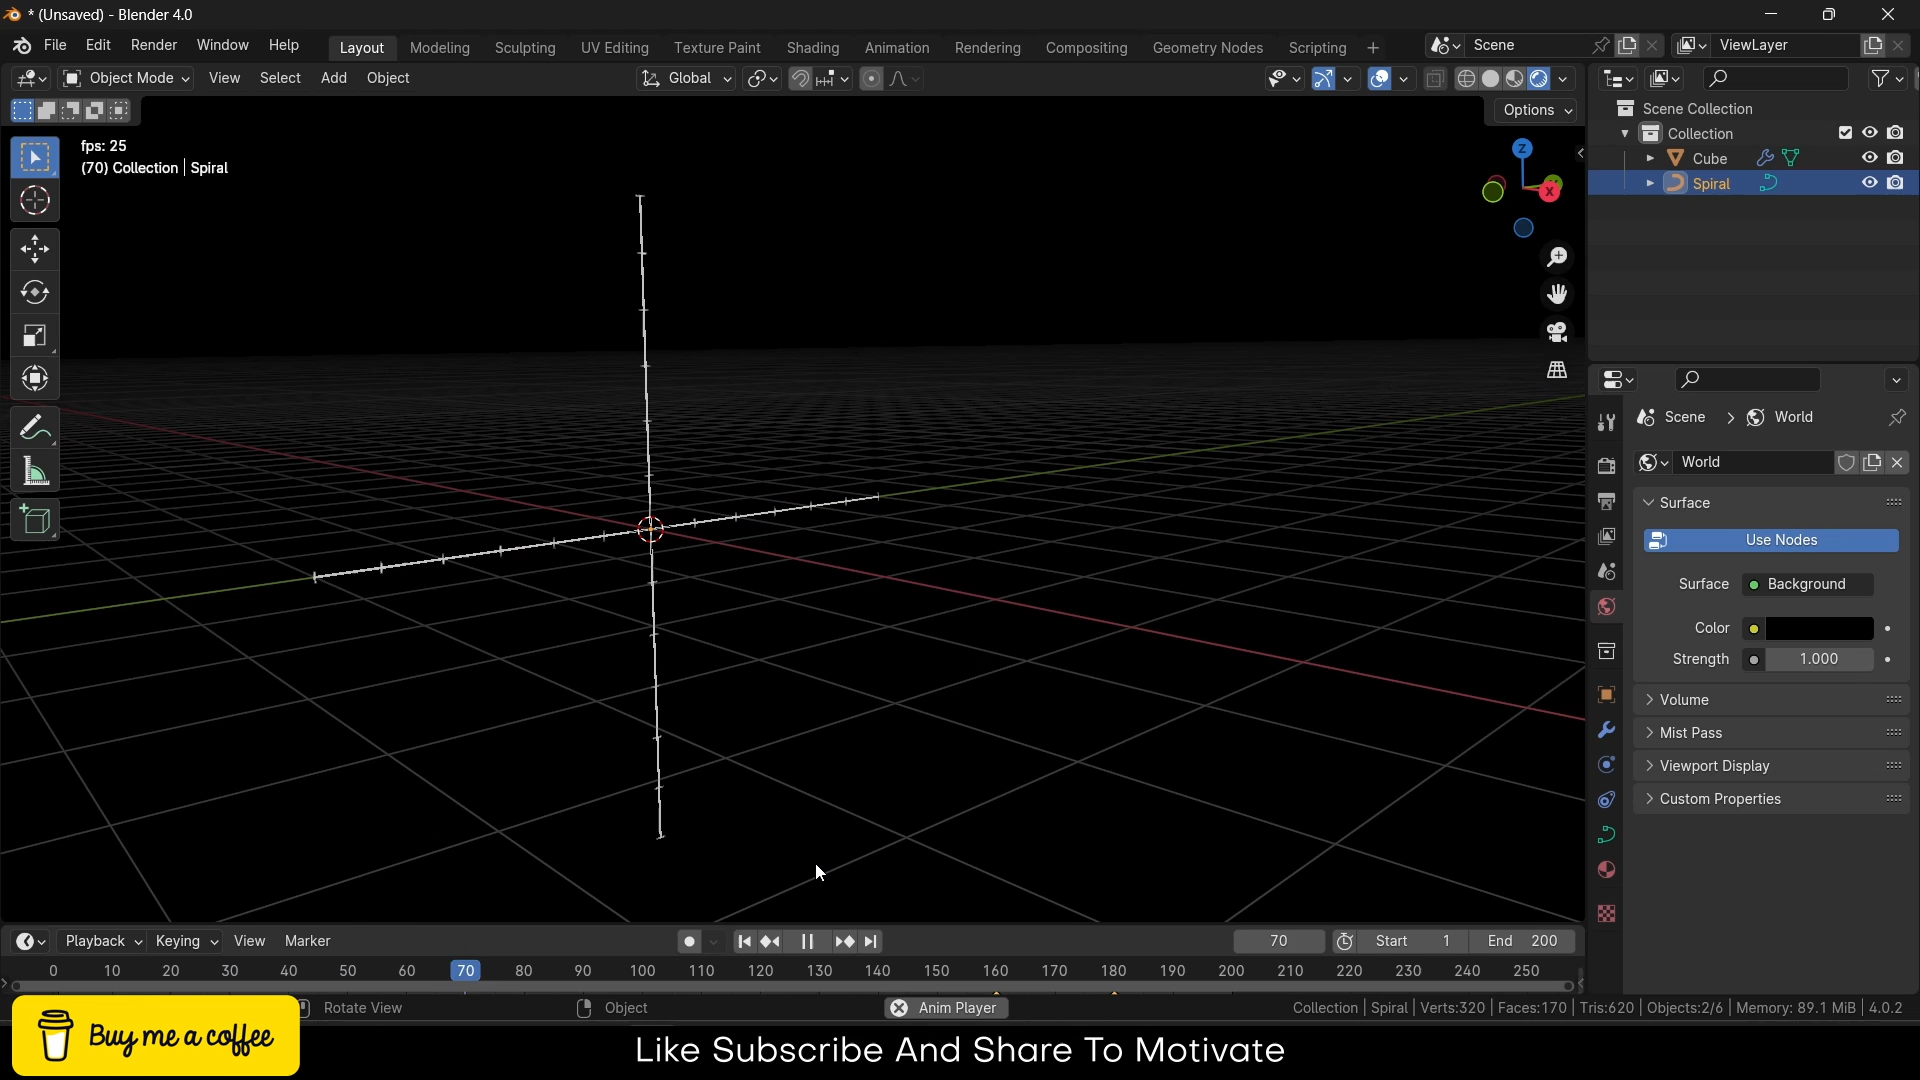 * (Unsaved) - Blender 4.0
File Edit Render Window Help Layout Modeling Sculpting UV Editing Texture Paint Shading Animation Rendering Compositing Geometry Nodes Scripting + Scene ViewLayer
Object Mode View Select Add Object Global
Options
fps: 25
(70) Collection | Spiral
Z
X
Scene Collection
Collection
Cube
Spiral
Scene > World
World
Surface
Use Nodes
Surface Background
Color
Strength 1.000
Volume
Mist Pass
Viewport Display
Custom Properties
Playback Keying View Marker 70 Start 1 End 200
0 10 20 30 40 50 60 70 80 90 100 110 120 130 140 150 160 170 180 190 200 210 220 230 240 250
Rotate View Object Anim Player Collection | Spiral | Verts:320 | Faces:170 | Tris:620 | Objects:2/6 | Memory: 89.1 MiB | 4.0.2
Buy me a coffee
Like Subscribe And Share To Motivate